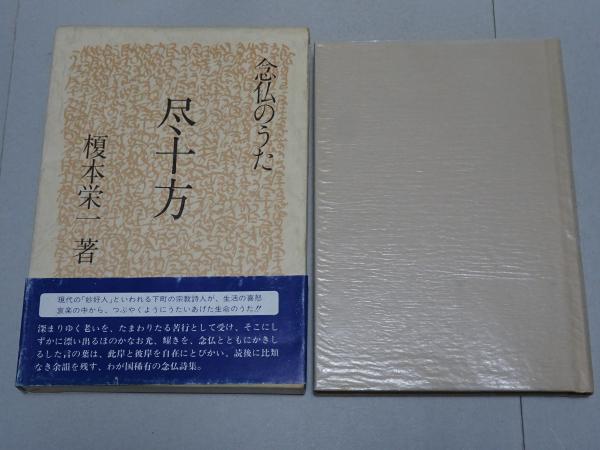 念仏のうた
尽十方
榎本栄一 著
現代の「妙好人」といわれる下町の宗教詩人が、生活の喜怒
哀楽の中から、つぶやくようにうたいあげた生命のうた!!
深まりゆく老いを、たまわりたる苦行として受け、そこにし
ずかに漂い出るほのかなお光、耀きを、念仏とともにかきし
るした言の葉は、此岸と彼岸を自在にとびかい、読後に比類
なき余韻を残す、わが国稀有の念仏詩集。